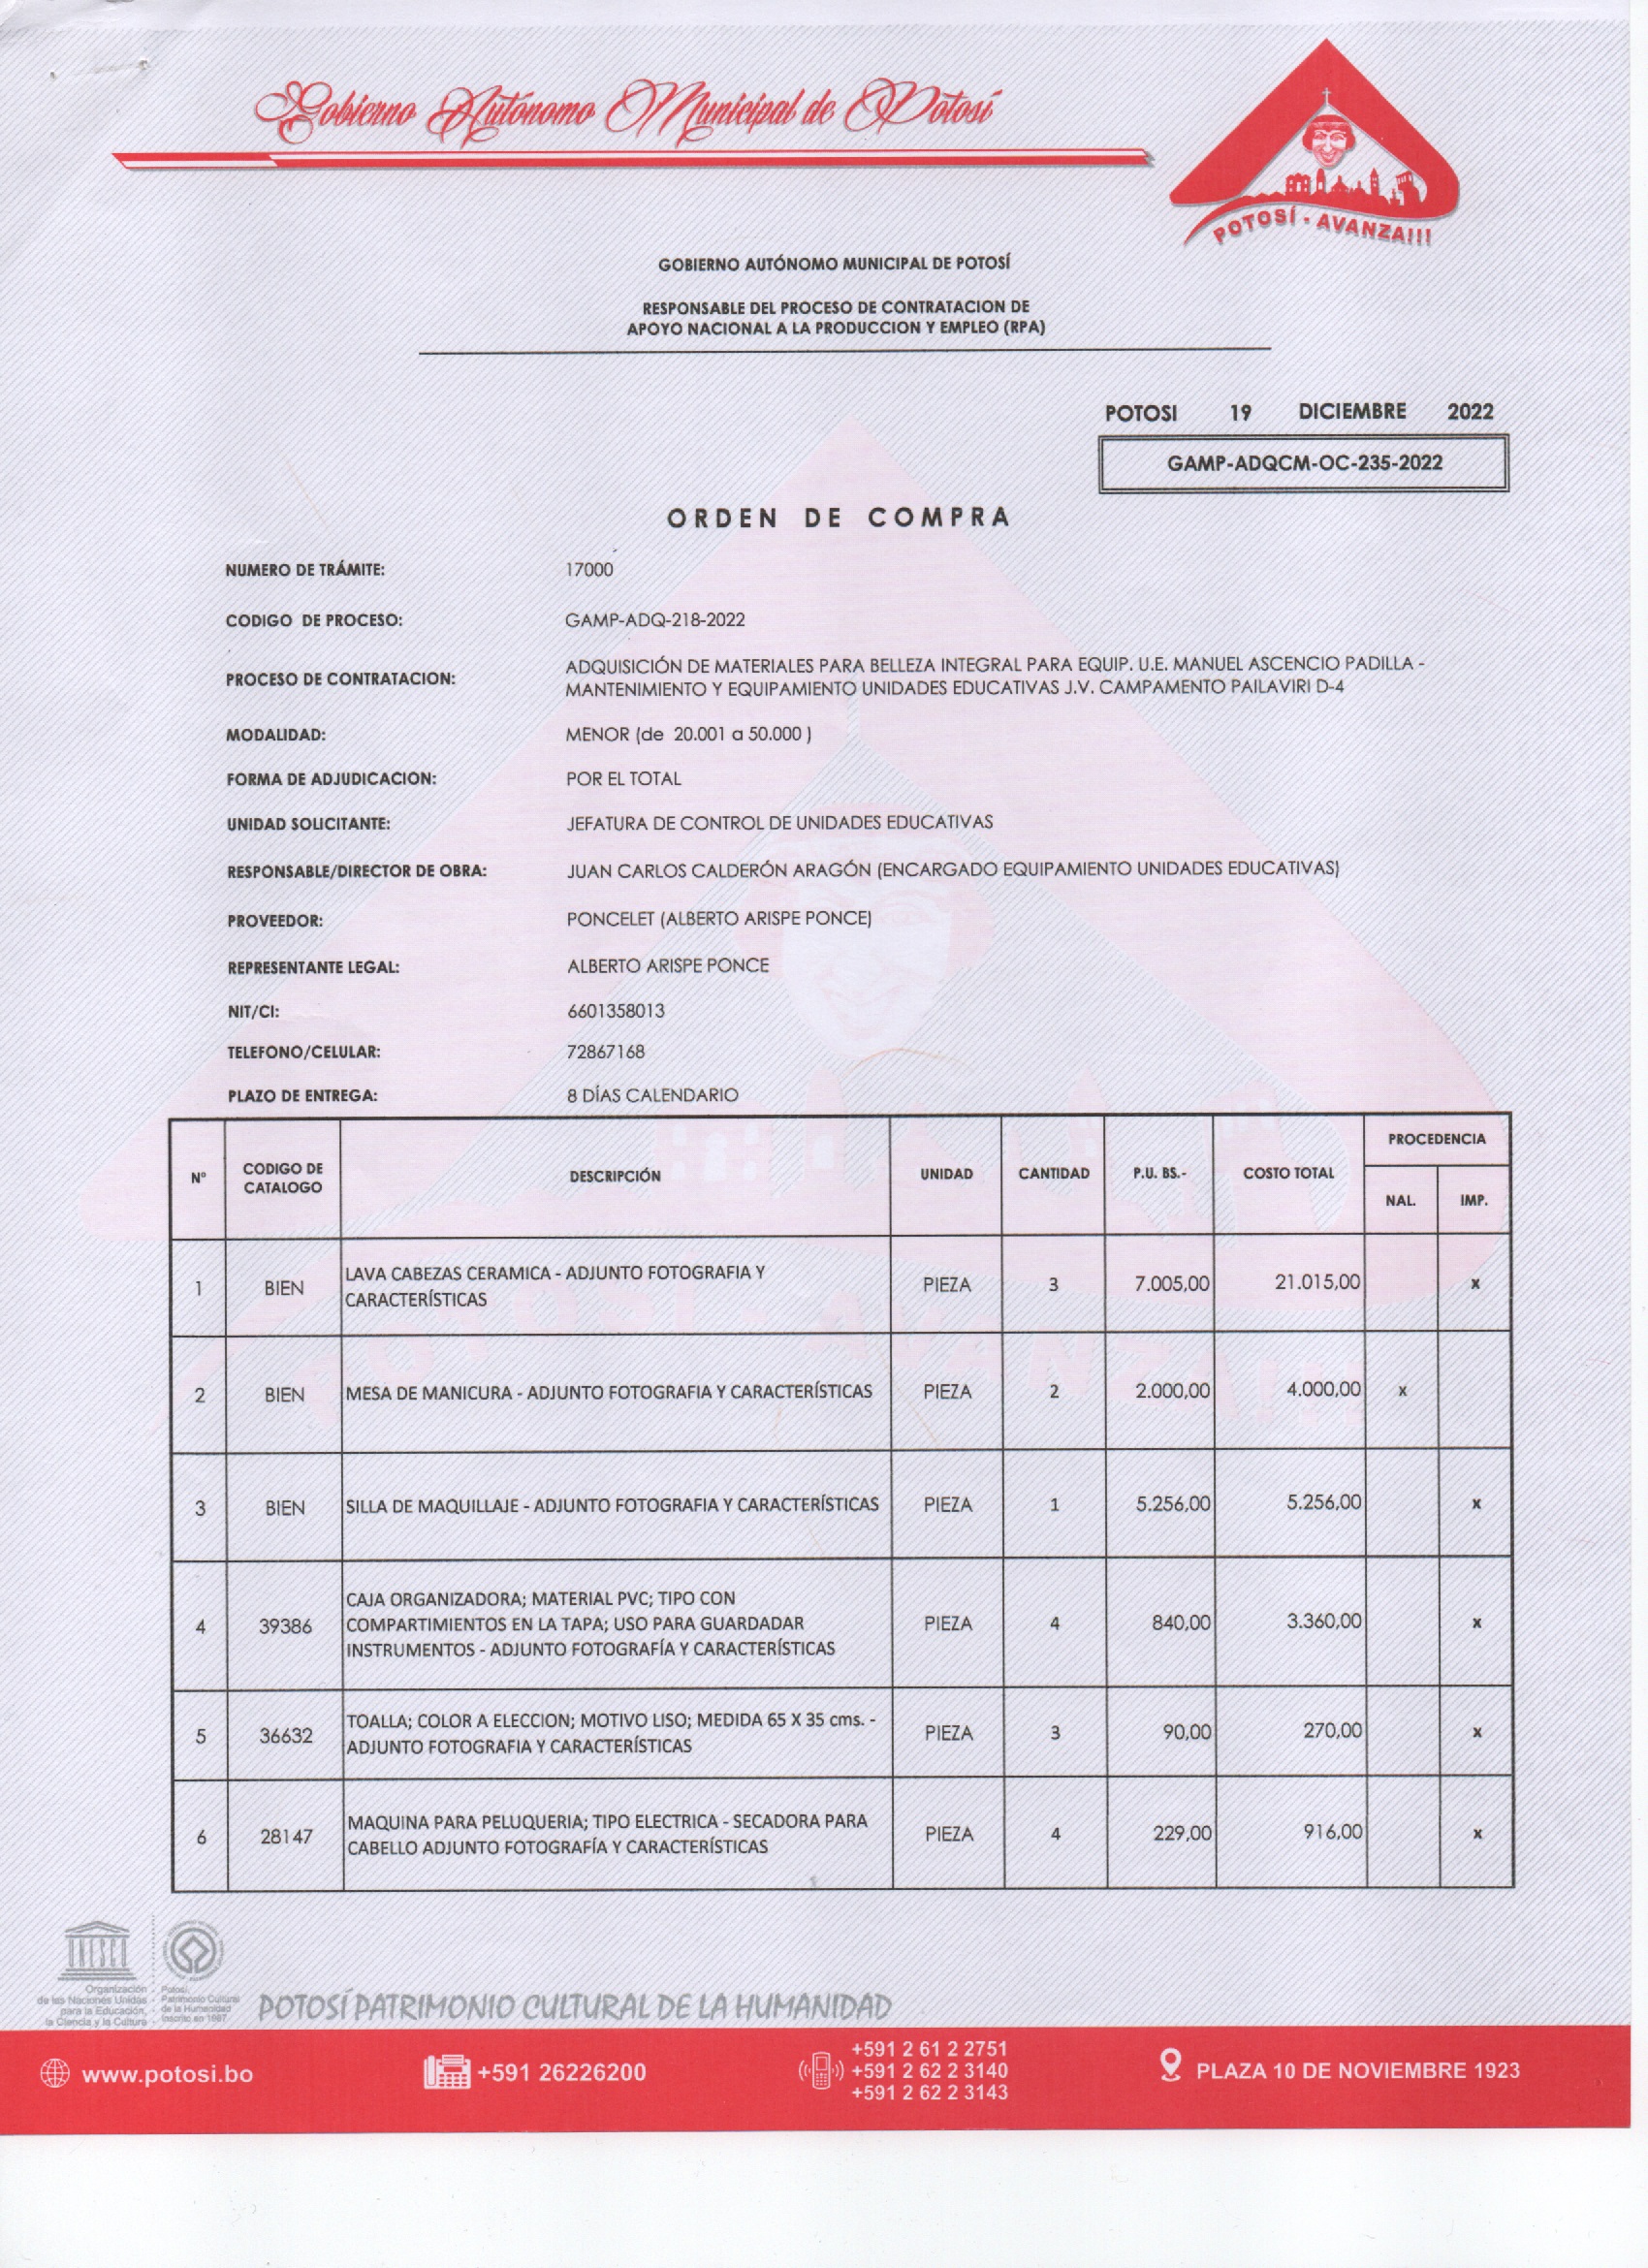 Gobierno Autónomo Municipal de Potosí
POTOSÍ - AVANZA!!!
GOBIERNO AUTÓNOMO MUNICIPAL DE POTOSÍ
RESPONSABLE DEL PROCESO DE CONTRATACION DE
APOYO NACIONAL A LA PRODUCCION Y EMPLEO (RPA)
POTOSI 19 DICIEMBRE 2022
GAMP-ADQCM-OC-235-2022
ORDEN DE COMPRA
NUMERO DE TRÁMITE: 17000
CODIGO DE PROCESO: GAMP-ADQ-218-2022
PROCESO DE CONTRATACION: ADQUISICIÓN DE MATERIALES PARA BELLEZA INTEGRAL PARA EQUIP. U.E. MANUEL ASCENCIO PADILLA -
MANTENIMIENTO Y EQUIPAMIENTO UNIDADES EDUCATIVAS J.V. CAMPAMENTO PAILAVIRI D-4
MODALIDAD: MENOR (de 20.001 a 50.000 )
FORMA DE ADJUDICACION: POR EL TOTAL
UNIDAD SOLICITANTE: JEFATURA DE CONTROL DE UNIDADES EDUCATIVAS
RESPONSABLE/DIRECTOR DE OBRA: JUAN CARLOS CALDERÓN ARAGÓN (ENCARGADO EQUIPAMIENTO UNIDADES EDUCATIVAS)
PROVEEDOR: PONCELET (ALBERTO ARISPE PONCE)
REPRESENTANTE LEGAL: ALBERTO ARISPE PONCE
NIT/CI: 6601358013
TELEFONO/CELULAR: 72867168
PLAZO DE ENTREGA: 8 DÍAS CALENDARIO
N° CODIGO DE CATALOGO DESCRIPCIÓN UNIDAD CANTIDAD P.U. BS.- COSTO TOTAL PROCEDENCIA
NAL. IMP.
1 BIEN LAVA CABEZAS CERAMICA - ADJUNTO FOTOGRAFIA Y
CARACTERÍSTICAS PIEZA 3 7.005,00 21.015,00 x
2 BIEN MESA DE MANICURA - ADJUNTO FOTOGRAFIA Y CARACTERÍSTICAS PIEZA 2 2.000,00 4.000,00 x
3 BIEN SILLA DE MAQUILLAJE - ADJUNTO FOTOGRAFIA Y CARACTERÍSTICAS PIEZA 1 5.256,00 5.256,00 x
4 39386 CAJA ORGANIZADORA; MATERIAL PVC; TIPO CON
COMPARTIMIENTOS EN LA TAPA; USO PARA GUARDADAR
INSTRUMENTOS - ADJUNTO FOTOGRAFÍA Y CARACTERÍSTICAS PIEZA 4 840,00 3.360,00 x
5 36632 TOALLA; COLOR A ELECCION; MOTIVO LISO; MEDIDA 65 X 35 cms. -
ADJUNTO FOTOGRAFIA Y CARACTERÍSTICAS PIEZA 3 90,00 270,00 x
6 28147 MAQUINA PARA PELUQUERIA; TIPO ELECTRICA - SECADORA PARA
CABELLO ADJUNTO FOTOGRAFÍA Y CARACTERÍSTICAS PIEZA 4 229,00 916,00 x
UNESCO
Organización
de las Naciones Unidas
para la Educación,
la Ciencia y la Cultura
Potosí,
Patrimonio Cultural
de la Humanidad
inscrito en 1987
POTOSÍ PATRIMONIO CULTURAL DE LA HUMANIDAD
www.potosi.bo
+591 26226200
+591 2 61 2 2751
+591 2 62 2 3140
+591 2 62 2 3143
PLAZA 10 DE NOVIEMBRE 1923